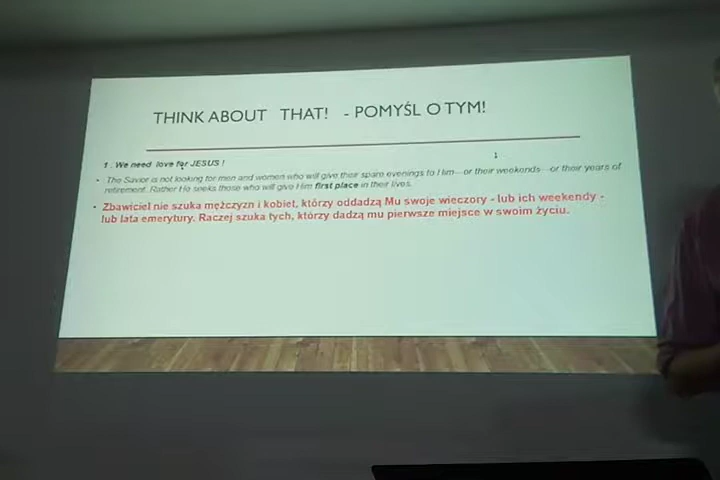 THINK ABOUT THAT! - POMYŚL O TYM!
1. We need love for JESUS !
• The Savior is not looking for men and women who will give their spare evenings to Him—or their weekends—or their years of
retirement. Rather He seeks those who will give Him first place in their lives.
• Zbawiciel nie szuka mężczyzn i kobiet, którzy oddadzą Mu swoje wieczory - lub ich weekendy -
lub lata emerytury. Raczej szuka tych, którzy dadzą mu pierwsze miejsce w swoim życiu.